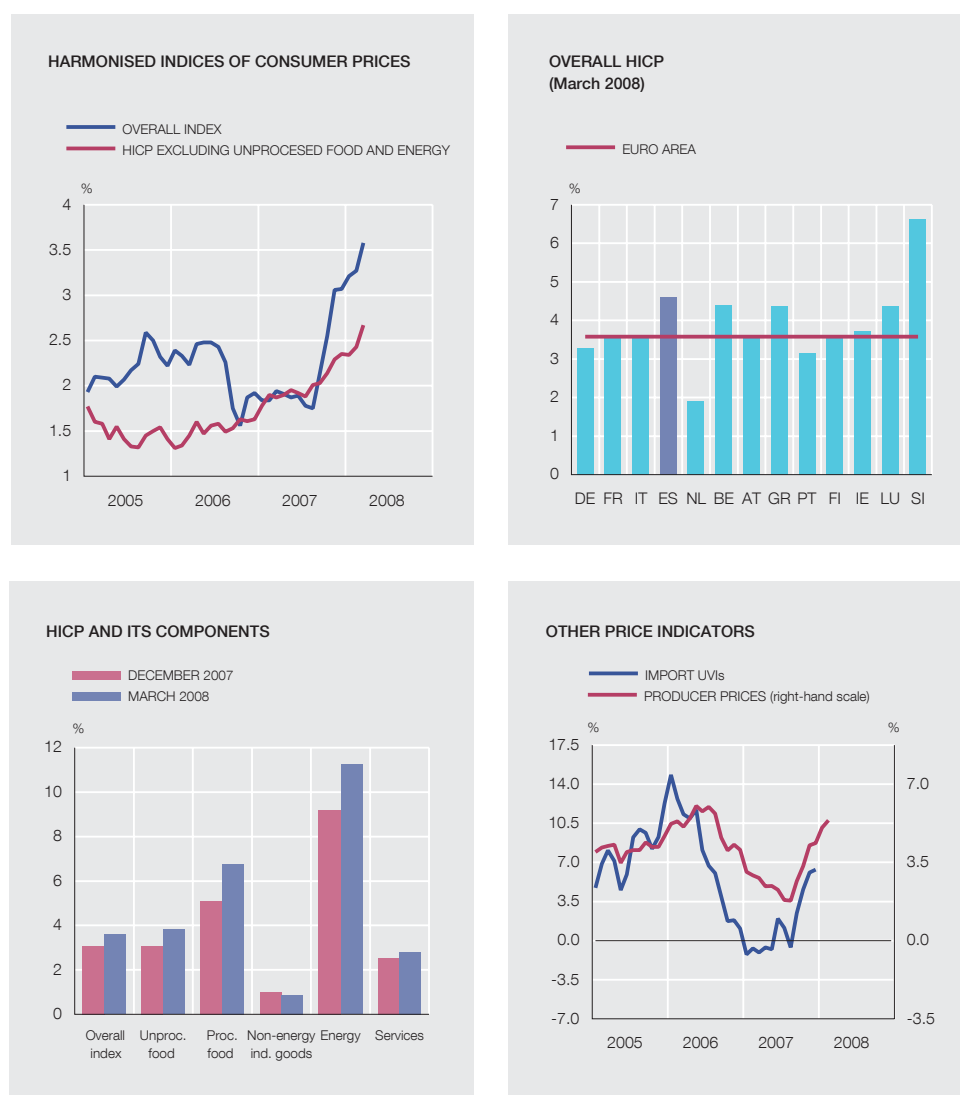 HARMONISED INDICES OF CONSUMER PRICES
OVERALL INDEX
HICP EXCLUDING UNPROCESED FOOD AND ENERGY
%
4
3.5
3
2.5
2
1.5
1
2005 2006 2007 2008
OVERALL HICP
(March 2008)
EURO AREA
%
7
6
5
4
3
2
1
0
DE FR IT ES NL BE AT GR PT FI IE LU SI
HICP AND ITS COMPONENTS
DECEMBER 2007
MARCH 2008
%
12
10
8
6
4
2
0
Overall Unproc. Proc. Non-energy Energy Services
index food food ind. goods
OTHER PRICE INDICATORS
IMPORT UVIs
PRODUCER PRICES (right-hand scale)
% %
17.5
14.0 7.0
10.5
7.0 3.5
3.5
0.0 0.0
-3.5
-7.0 -3.5
2005 2006 2007 2008